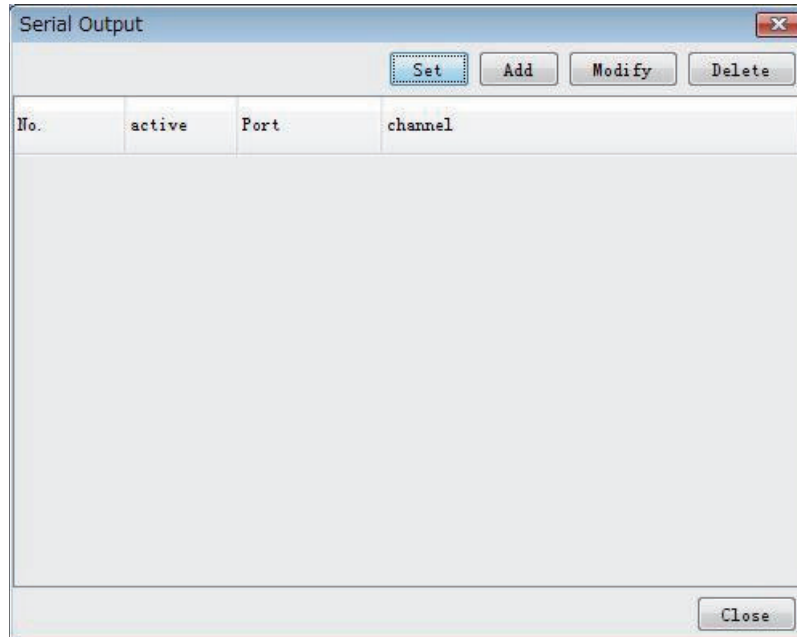 Serial Output
Set Add Modify Delete
No. active Port channel
Close